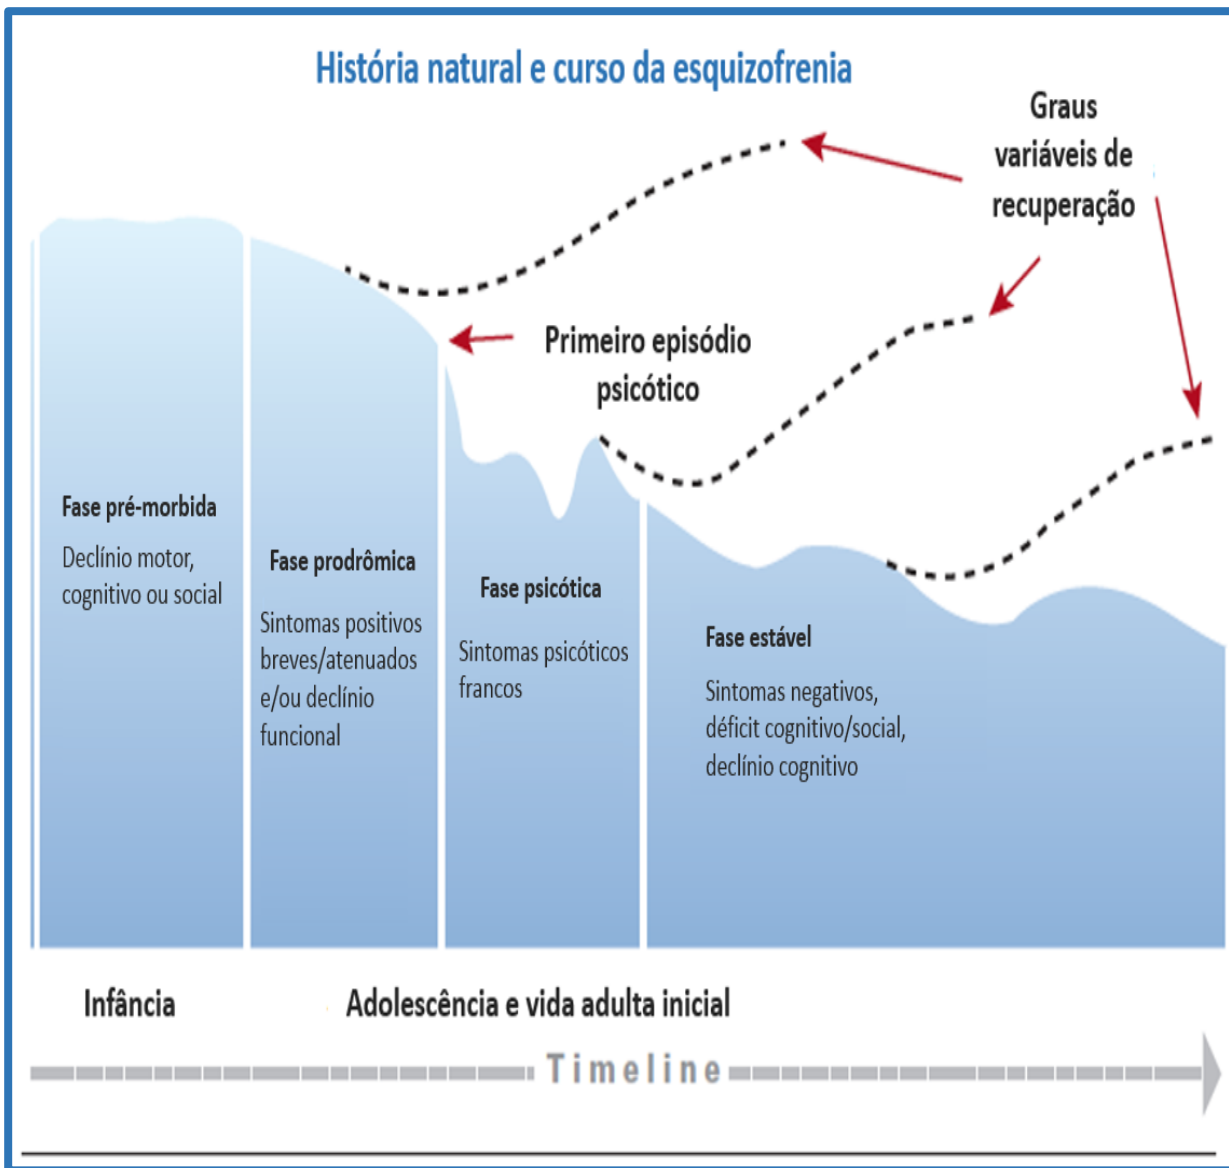 História natural e curso da esquizofrenia
Graus
variáveis de
recuperação
Primeiro episódio
psicótico
Fase pré-morbida
Declínio motor,
cognitivo ou social
Fase prodrômica
Sintomas positivos
breves/atenuados
e/ou declínio
funcional
Fase psicótica
Sintomas psicóticos
francos
Fase estável
Sintomas negativos,
déficit cognitivo/social,
declínio cognitivo
Infância
Adolescência e vida adulta inicial
Timeline